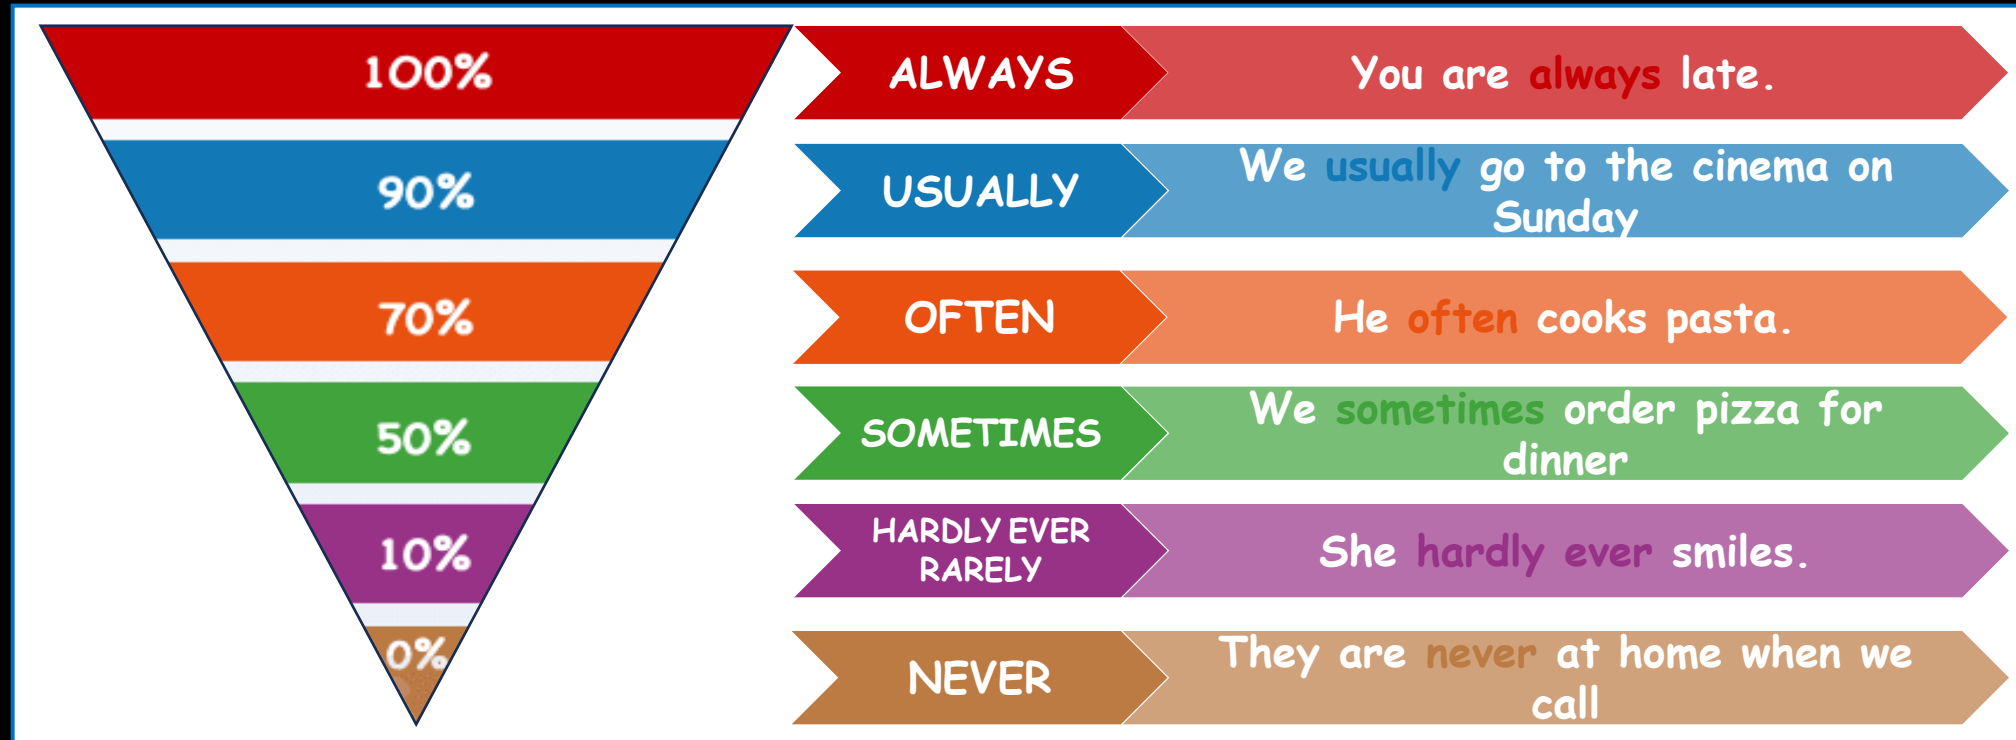 100%
ALWAYS
You are always late.
90%
USUALLY
We usually go to the cinema on
Sunday
70%
OFTEN
He often cooks pasta.
50%
SOMETIMES
We sometimes order pizza for
dinner
10%
HARDLY EVER
RARELY
She hardly ever smiles.
0%
NEVER
They are never at home when we
call